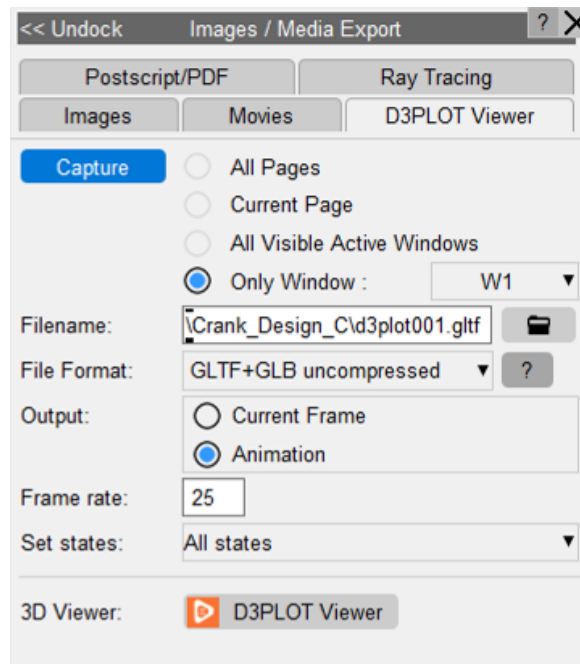 << Undock Images / Media Export ? X
Postscript/PDF Ray Tracing
Images Movies D3PLOT Viewer
Capture All Pages
Current Page
All Visible Active Windows
Only Window : W1
Filename: \Crank_Design_C\d3plot001.gltf
File Format: GLTF+GLB uncompressed ?
Output: Current Frame
Animation
Frame rate: 25
Set states: All states
3D Viewer: D3PLOT Viewer